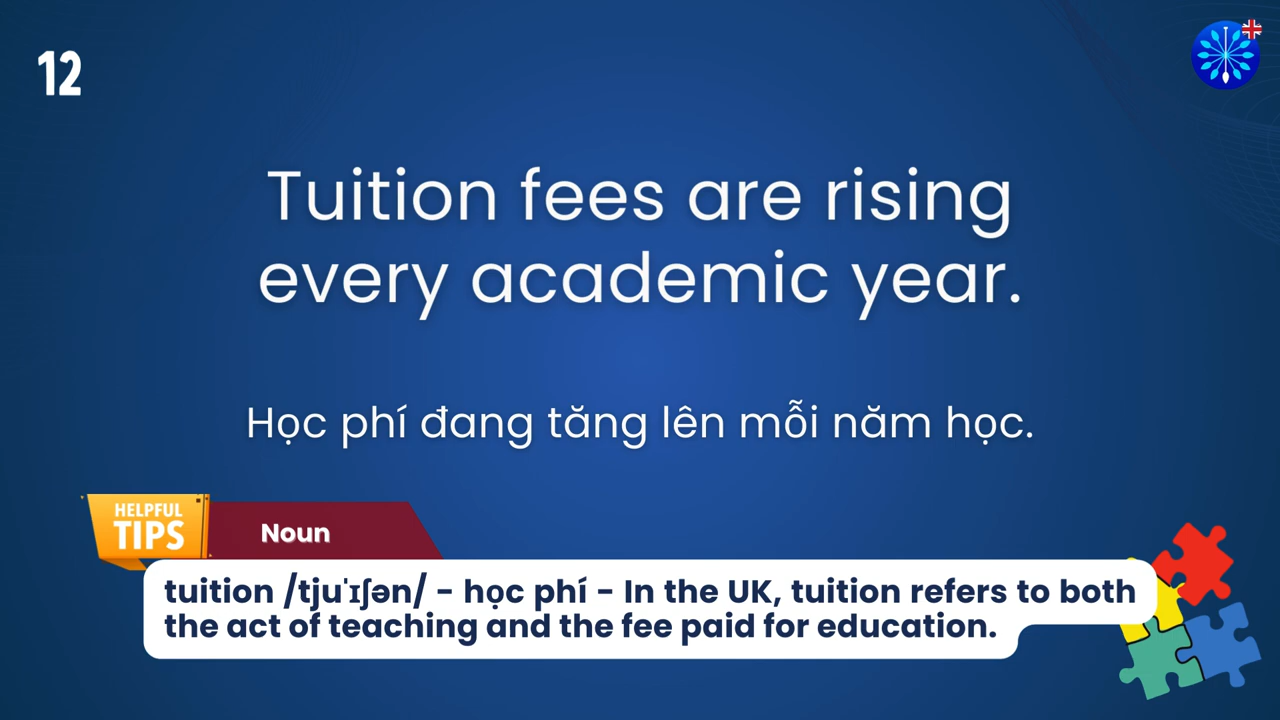 12
Tuition fees are rising
every academic year.
Học phí đang tăng lên mỗi năm học.
HELPFUL
TIPS
Noun
tuition /tjuˈɪʃən/ - học phí - In the UK, tuition refers to both
the act of teaching and the fee paid for education.